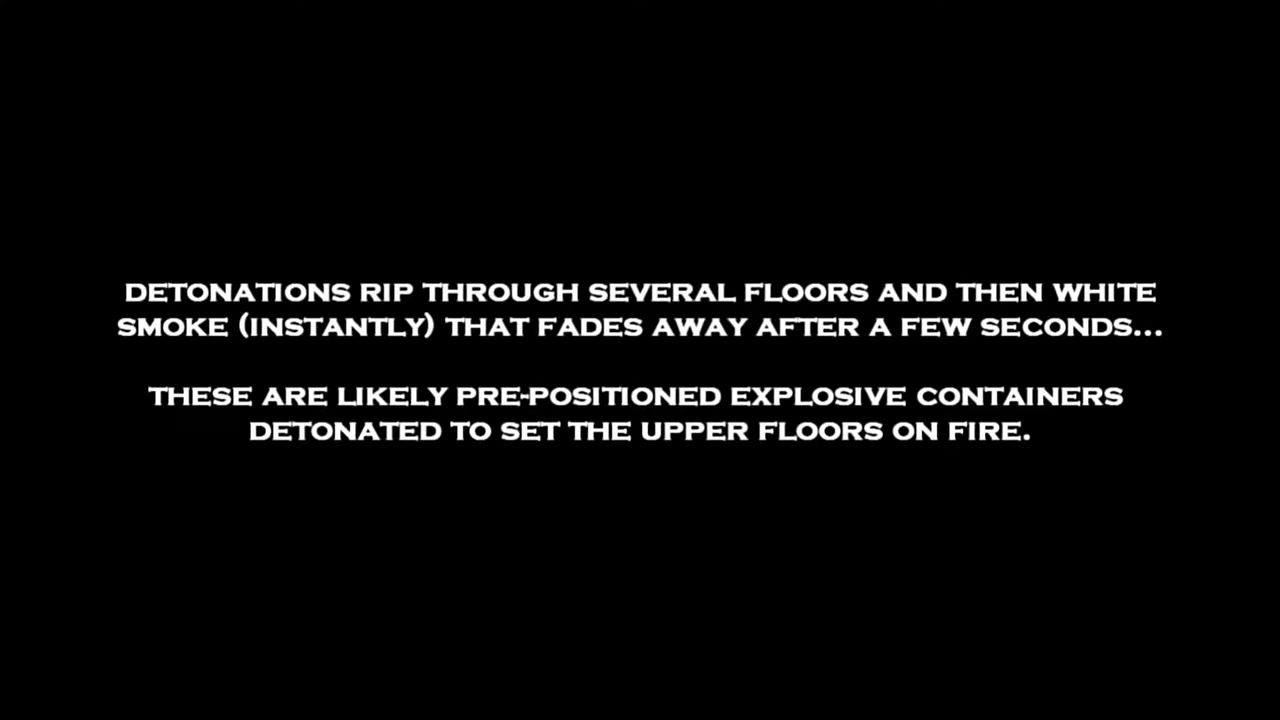 DETONATIONS RIP THROUGH SEVERAL FLOORS AND THEN WHITE
SMOKE (INSTANTLY) THAT FADES AWAY AFTER A FEW SECONDS...
THESE ARE LIKELY PRE-POSITIONED EXPLOSIVE CONTAINERS
DETONATED TO SET THE UPPER FLOORS ON FIRE.